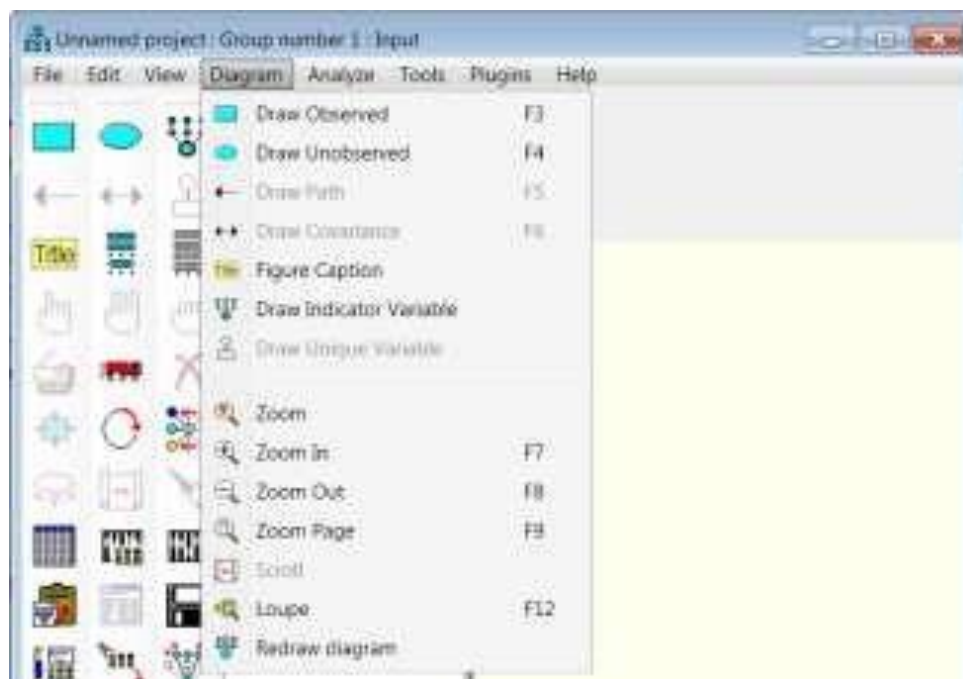 Unnamed project : Group number 1 : Input
File Edit View Diagram Analyze Tools Plugins Help
Draw Observed F3
Draw Unobserved F4
Draw Path F5
Draw Covariance F6
Title
Title Figure Caption
Draw Indicator Variable
Draw Unique Variable
Zoom
Zoom In F7
Zoom Out F8
Zoom Page F9
Scroll
Loupe F12
Redraw diagram